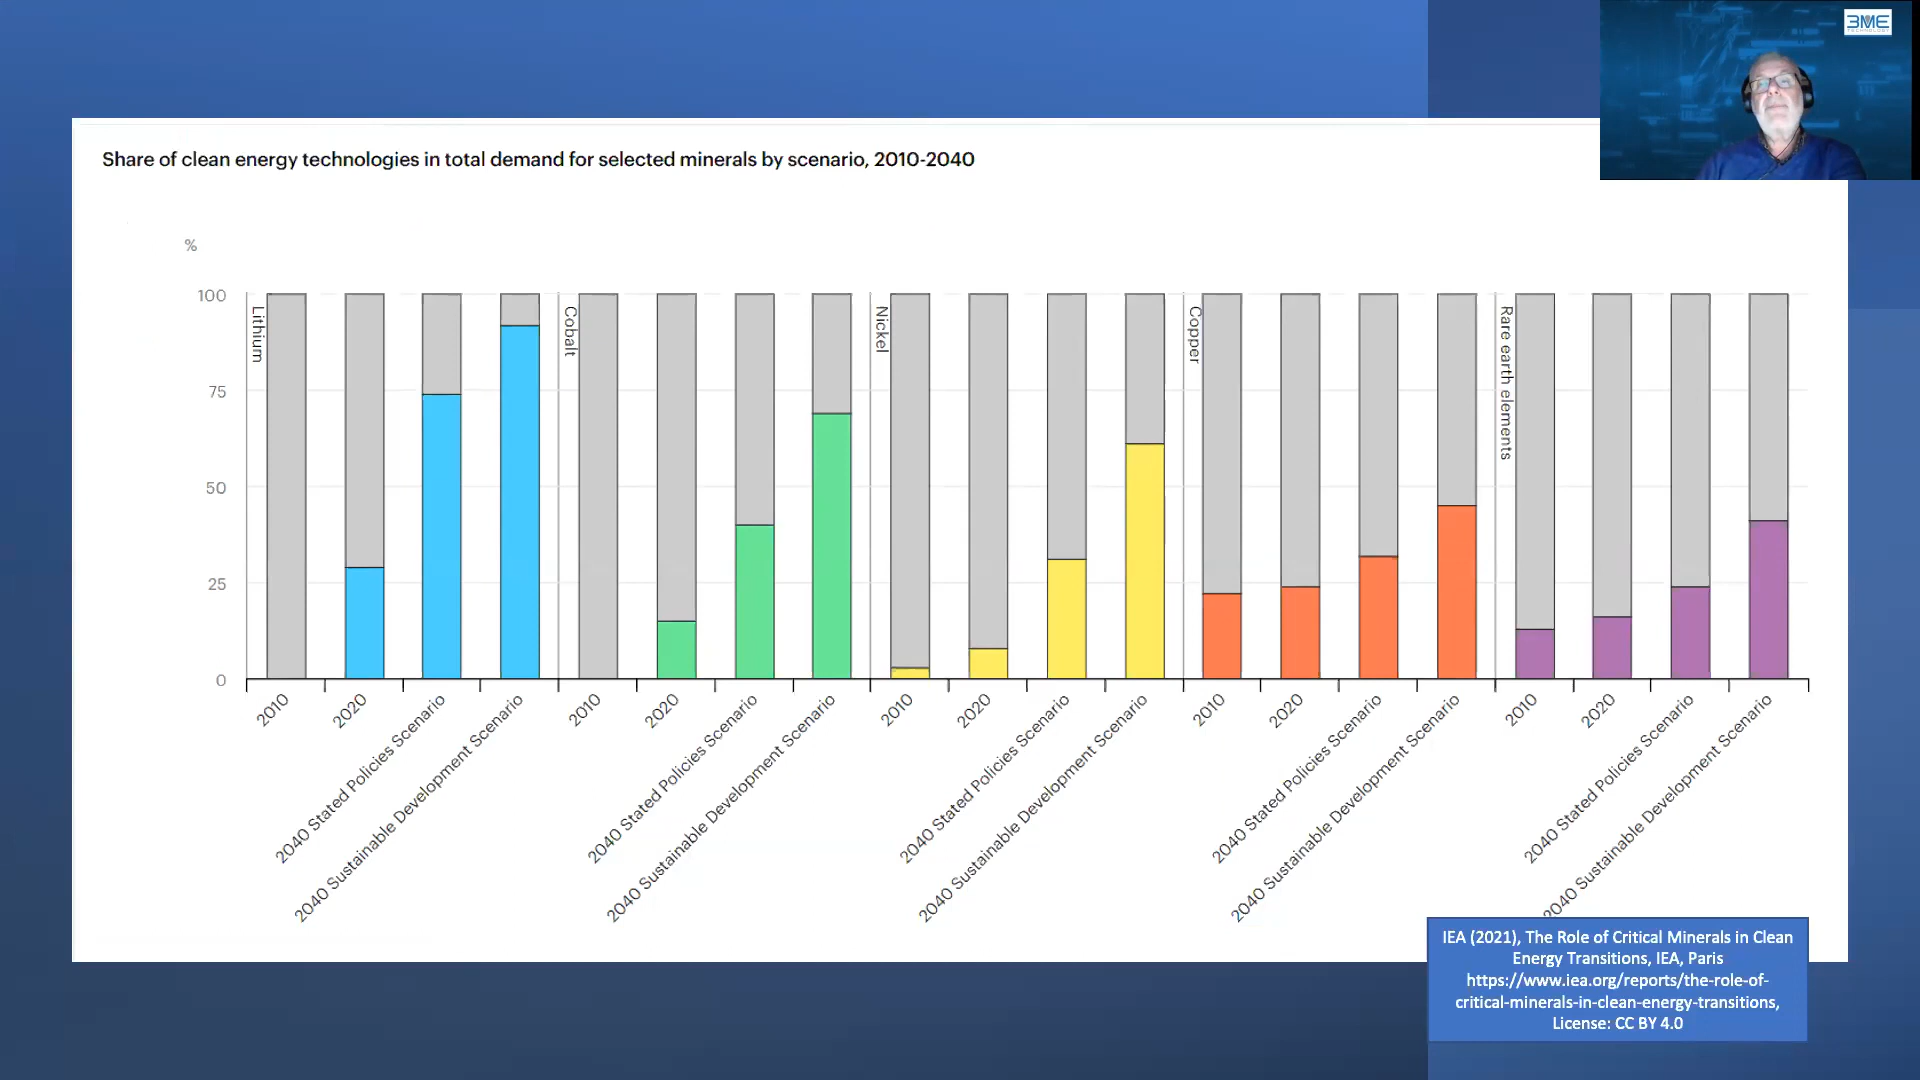 3ME
TECHNOLOGY
Share of clean energy technologies in total demand for selected minerals by scenario, 2010-2040
%
100
75
50
25
0
Lithium
Cobalt
Nickel
Copper
Rare earth elements
2010
2020
2040 Stated Policies Scenario
2040 Sustainable Development Scenario
2010
2020
2040 Stated Policies Scenario
2040 Sustainable Development Scenario
2010
2020
2040 Stated Policies Scenario
2040 Sustainable Development Scenario
2010
2020
2040 Stated Policies Scenario
2040 Sustainable Development Scenario
2010
2020
2040 Stated Policies Scenario
2040 Sustainable Development Scenario
IEA (2021), The Role of Critical Minerals in Clean
Energy Transitions, IEA, Paris
https://www.iea.org/reports/the-role-of-
critical-minerals-in-clean-energy-transitions,
License: CC BY 4.0